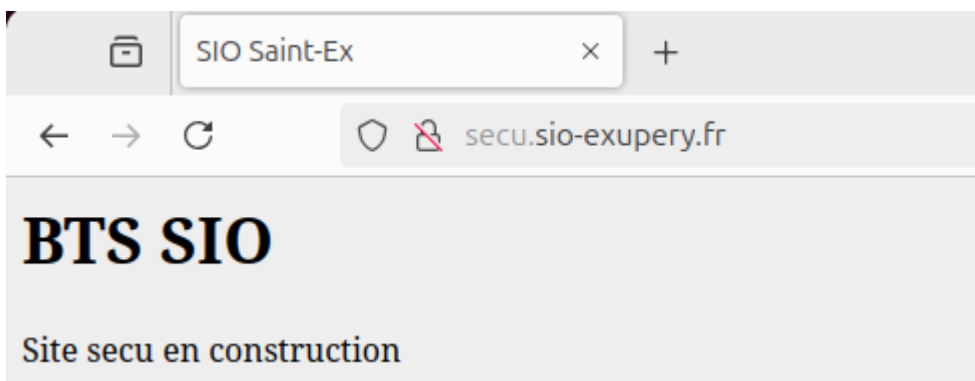 SIO Saint-Ex
secu.sio-exupery.fr
BTS SIO
Site secu en construction